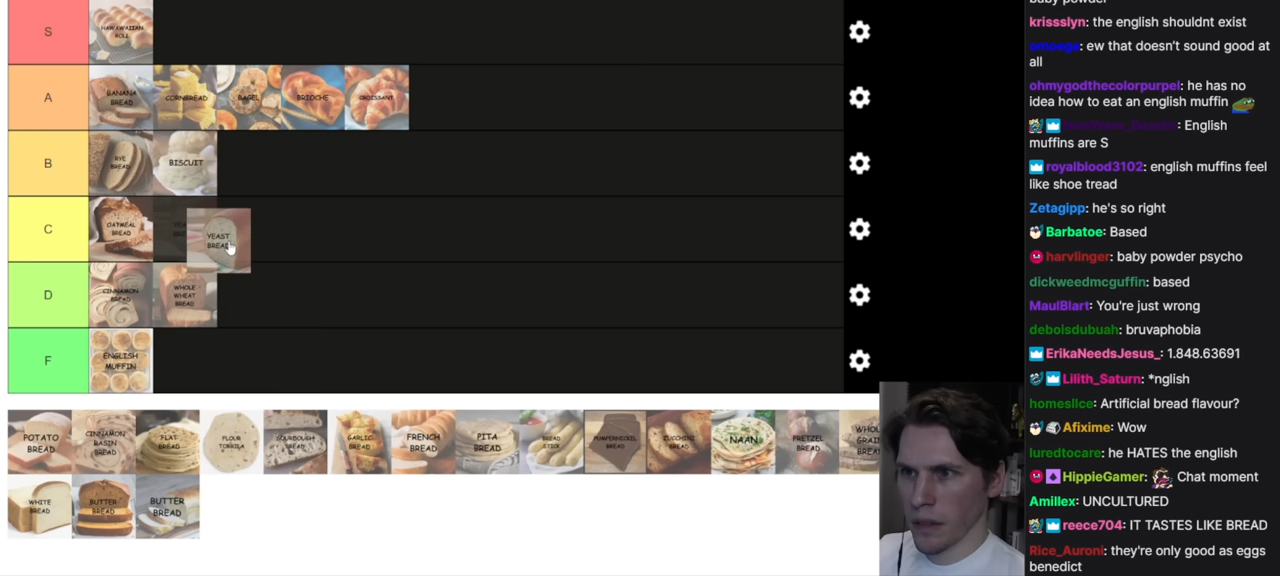 S
HAWAWAIIAN
ROLL
A
BANANA
BREAD
CORNBREAD
BAGEL
BRIOCHE
CROISSANT
B
RYE
BREAD
BISCUIT
C
OATMEAL
BREAD
YEAST
BREAD
D
CINNAMON
BREAD
WHOLE
WHEAT
BREAD
F
ENGLISH
MUFFIN
POTATO
BREAD
CINNAMON
RAISIN
BREAD
FLAT
BREAD
FLOUR
TORTILLA
SOURDOUGH
BREAD
GARLIC
BREAD
FRENCH
BREAD
PITA
BREAD
BREAD
STICK
PUMPERNICKEL
BREAD
ZUCCHINI
BREAD
NAAN
PRETZEL
BREAD
WHOL
GRAIN
BREA
WHITE
BREAD
BUTTER
BREAD
BUTTER
BREAD
baby powder
krissslyn: the english shouldnt exist
omoega: ew that doesn't sound good at
all
ohmygodthecolorpurpel: he has no
idea how to eat an english muffin
: English
muffins are S
royalblood3102: english muffins feel
like shoe tread
Zetagipp: he's so right
Barbatoe: Based
harvlinger: baby powder psycho
dickweedmcguffin: based
MaulBlart: You're just wrong
deboisdubuah: bruvaphobia
ErikaNeedsJesus_: 1.848.63691
Lilith_Saturn: *nglish
homeslice: Artificial bread flavour?
Afixime: Wow
luredtocare: he HATES the english
HippieGamer: Chat moment
Amillex: UNCULTURED
reece704: IT TASTES LIKE BREAD
Rice_Auroni: they're only good as eggs
benedict